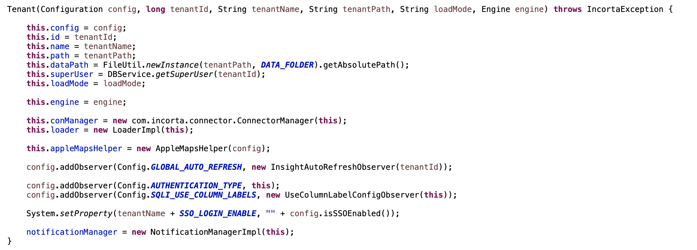 Tenant(Configuration config, long tenantId, String tenantName, String tenantPath, String loadMode, Engine engine) throws IncortaException {
this.config = config;
this.id = tenantId;
this.name = tenantName;
this.path = tenantPath;
this.dataPath = FileUtil.newInstance(tenantPath, DATA_FOLDER).getAbsolutePath();
this.superUser = DBService.getSuperUser(tenantId);
this.loadMode = loadMode;
this.engine = engine;
this.conManager = new com.incorta.connector.ConnectorManager(this);
this.loader = new LoaderImpl(this);
this.appleMapsHelper = new AppleMapsHelper(config);
config.addObserver(Config.GLOBAL_AUTO_REFRESH, new InsightAutoRefreshObserver(tenantId));
config.addObserver(Config.AUTHENTICATION_TYPE, this);
config.addObserver(Config.SQLI_USE_COLUMN_LABELS, new UseColumnLabelConfigObserver(this));
System.setProperty(tenantName + SSO_LOGIN_ENABLE, "" + config.isSSOEnabled());
notificationManager = new NotificationManagerImpl(this);
}